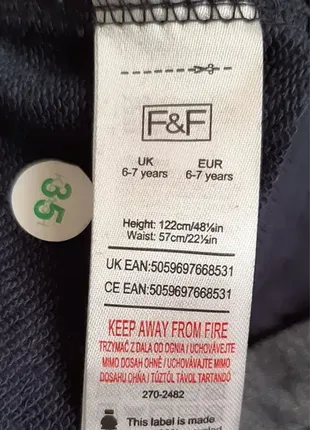 F&F
UK EUR
6-7 years 6-7 years
Height: 122cm/48⅛in
Waist: 57cm/22½in
UK EAN:5059697668531
CE EAN:5059697668531
KEEP AWAY FROM FIRE
TRZYMAĆ Z DALA OD OGNIA / UCHOVÁVEJTE
MIMO DOSAH OHNĚ / UCHOVÁVAJTE MIMO
DOSAHU OHŇA / TŰZTŐL TÁVOL TARTANDÓ
270-2482
This label is made
35